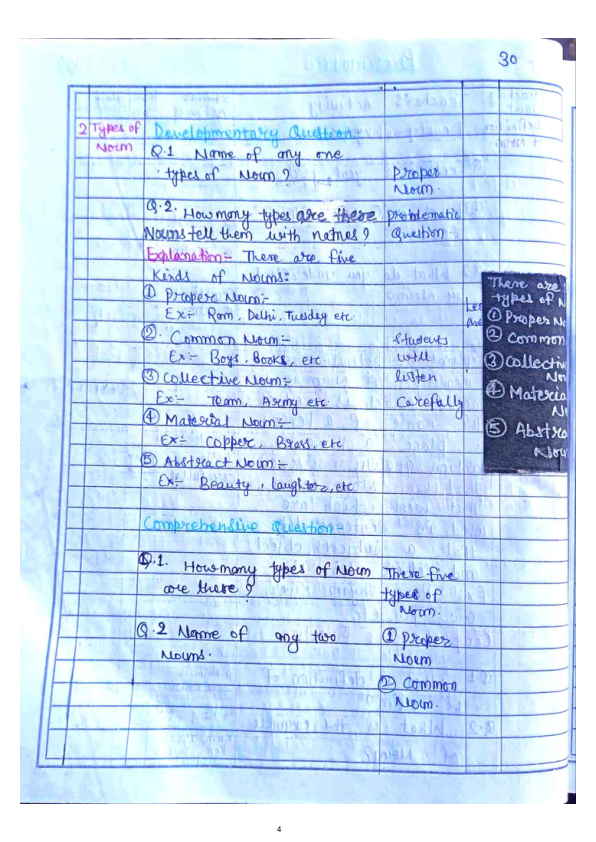 30
2 Types of
Noun
Developmentary Question:-
Q.1 Name of any one
types of Noun?
Proper
Noun.
Q.2. How many types are there
Nouns tell them with names?
Problematic
Question.
Explanation:- There are five
Kinds of Nouns:
① Proper Noun:-
Ex:- Ram, Delhi, Tuesday etc.
②. Common Noun:-
Ex:- Boys, Books, etc.
③ Collective Noun:-
Ex:- Team, Army etc.
④ Material Noun:-
Ex:- Copper, Brass, etc
⑤ Abstract Noun:-
Ex:- Beauty, laughter, etc
Students
will
listen
Carefully
There are
types of N
① Proper No
② Common
③ Collectiv
Nou
④ Materia
N
⑤ Abstra
Nou
Comprehensive Question:-
Q.1. How many types of Noun
are there?
There five
types of
Noun.
Q.2 Name of any two
Nouns.
① Proper
Noun
② Common
Noun.
4